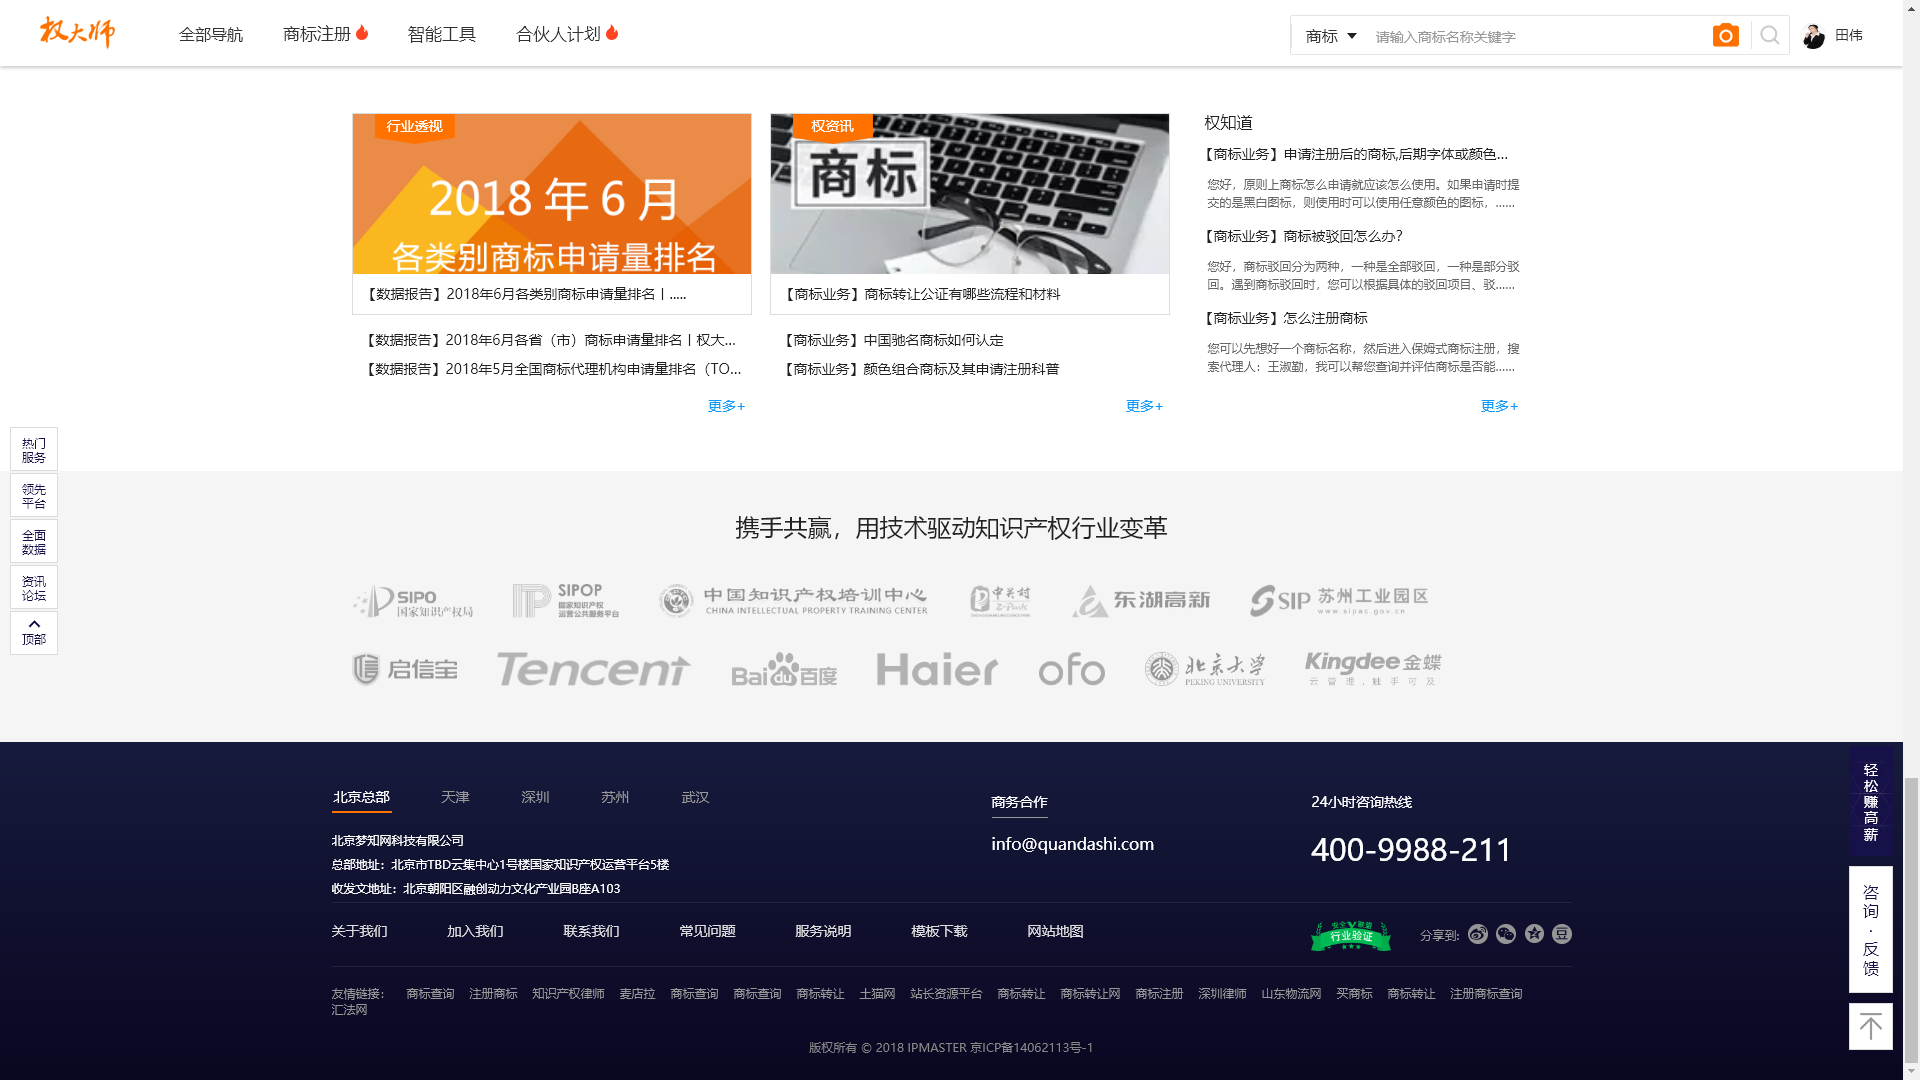 权大师
全部导航
商标注册
智能工具
合伙人计划
商标
请输入商标名称关键字
田伟
行业透视
2018 年 6 月
各类别商标申请量排名
【数据报告】2018年6月各类别商标申请量排名丨.....
【数据报告】2018年6月各省（市）商标申请量排名丨权大...
【数据报告】2018年5月全国商标代理机构申请量排名（TO...
更多+
权资讯
商标
【商标业务】商标转让公证有哪些流程和材料
【商标业务】中国驰名商标如何认定
【商标业务】颜色组合商标及其申请注册科普
更多+
权知道
【商标业务】申请注册后的商标,后期字体或颜色...
您好，原则上商标怎么申请就应该怎么使用。如果申请时提
交的是黑白图标，则使用时可以使用任意颜色的图标，......
【商标业务】商标被驳回怎么办？
您好，商标驳回分为两种，一种是全部驳回，一种是部分驳
回。遇到商标驳回时，您可以根据具体的驳回项目、驳......
【商标业务】怎么注册商标
您可以先想好一个商标名称，然后进入保姆式商标注册，搜
索代理人：王淑勤，我可以帮您查询并评估商标是否能......
更多+
热门
服务
领先
平台
全面
数据
资讯
论坛
顶部
携手共赢，用技术驱动知识产权行业变革
SIPO
国家知识产权局
SIPOP
国家知识产权
运营公共服务平台
中国知识产权培训中心
CHINA INTELLECTUAL PROPERTY TRAINING CENTER
中关村
Z-Park
东湖高新
SIP 苏州工业园区
www.sipac.gov.cn
启信宝
Tencent
Baidu百度
Haier
ofo
北京大学
PEKING UNIVERSITY
Kingdee金蝶
云 管 理 ，触 手 可 及
北京总部
天津
深圳
苏州
武汉
北京梦知网科技有限公司
总部地址：北京市TBD云集中心1号楼国家知识产权运营平台5楼
收发文地址：北京朝阳区融创动力文化产业园B座A103
商务合作
info@quandashi.com
24小时咨询热线
400-9988-211
关于我们
加入我们
联系我们
常见问题
服务说明
模板下载
网站地图
安全V联盟
行业验证
分享到:
豆
友情链接：
商标查询 注册商标 知识产权律师 麦店拉 商标查询 商标查询 商标转让 土猫网 站长资源平台 商标转让 商标转让网 商标注册 深圳律师 山东物流网 买商标 商标转让 注册商标查询
汇法网
版权所有 © 2018 IPMASTER 京ICP备14062113号-1
轻松赚高薪
咨询·反馈